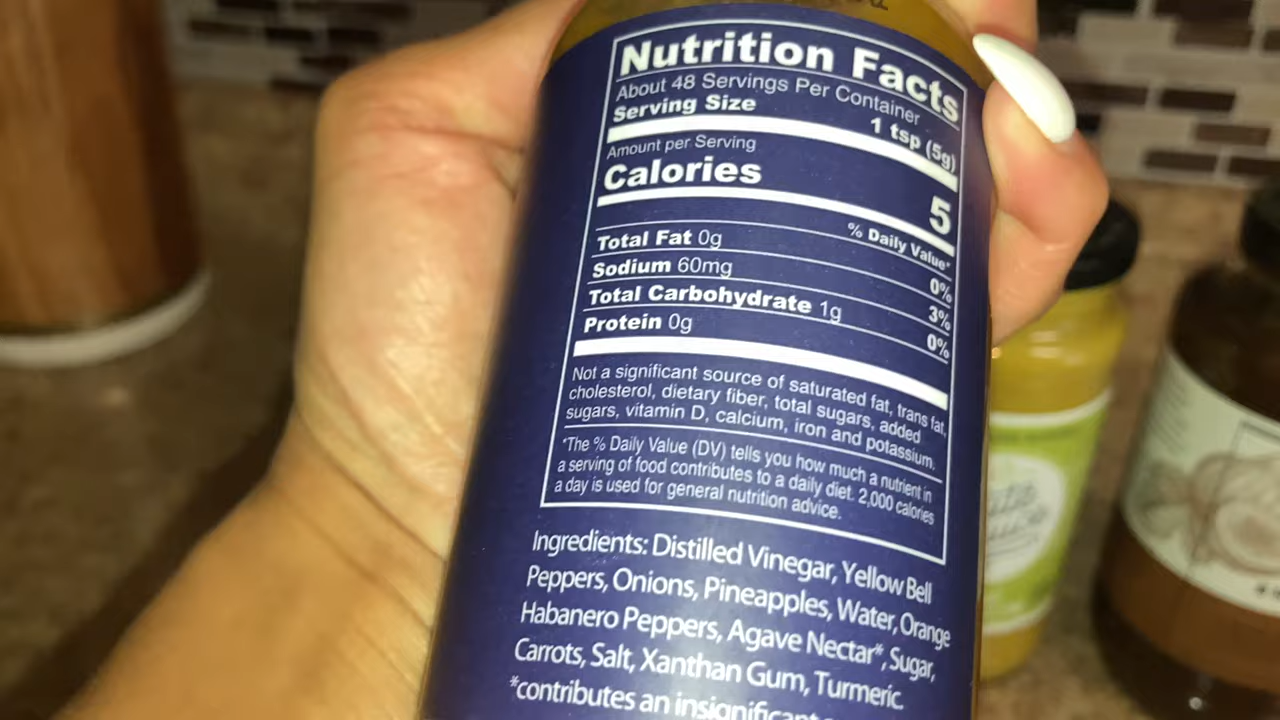 Nutrition Facts
About 48 Servings Per Container
Serving Size 1 tsp (5g)
Amount per Serving
Calories 5
% Daily Value*
Total Fat 0g 0%
Sodium 60mg 3%
Total Carbohydrate 1g 0%
Protein 0g
Not a significant source of saturated fat, trans fat,
cholesterol, dietary fiber, total sugars, added
sugars, vitamin D, calcium, iron and potassium.
*The % Daily Value (DV) tells you how much a nutrient in
a serving of food contributes to a daily diet. 2,000 calories
a day is used for general nutrition advice.
Ingredients: Distilled Vinegar, Yellow Bell
Peppers, Onions, Pineapples, Water, Orange
Habanero Peppers, Agave Nectar*, Sugar,
Carrots, Salt, Xanthan Gum, Turmeric.
*contributes an insignificant